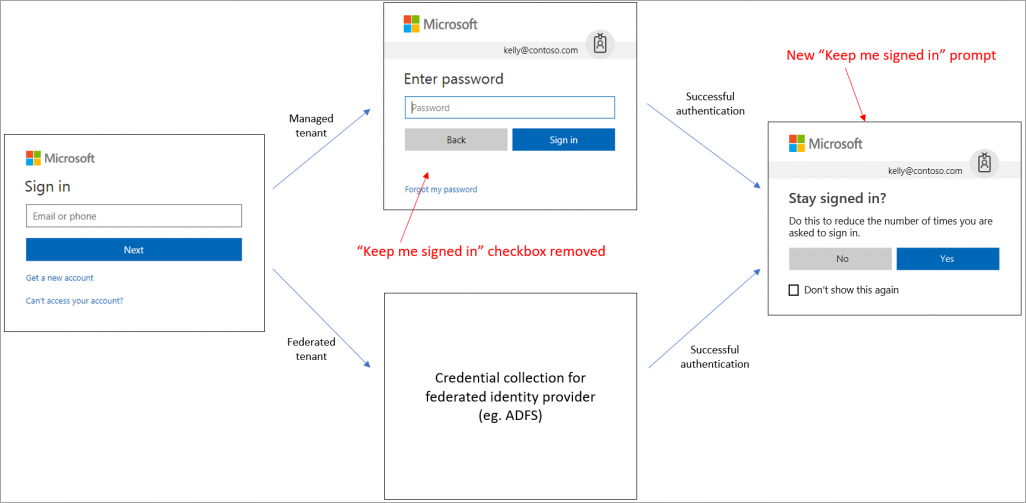 Microsoft
Sign in
Email or phone
Next
Get a new account
Can't access your account?
Managed
tenant
Federated
tenant
Microsoft
kelly@contoso.com
Enter password
Password
Back
Sign in
Forgot my password
“Keep me signed in” checkbox removed
Credential collection for
federated identity provider
(eg. ADFS)
Successful
authentication
Successful
authentication
New “Keep me signed in” prompt
Microsoft
kelly@contoso.com
Stay signed in?
Do this to reduce the number of times you are
asked to sign in.
No
Yes
Don't show this again